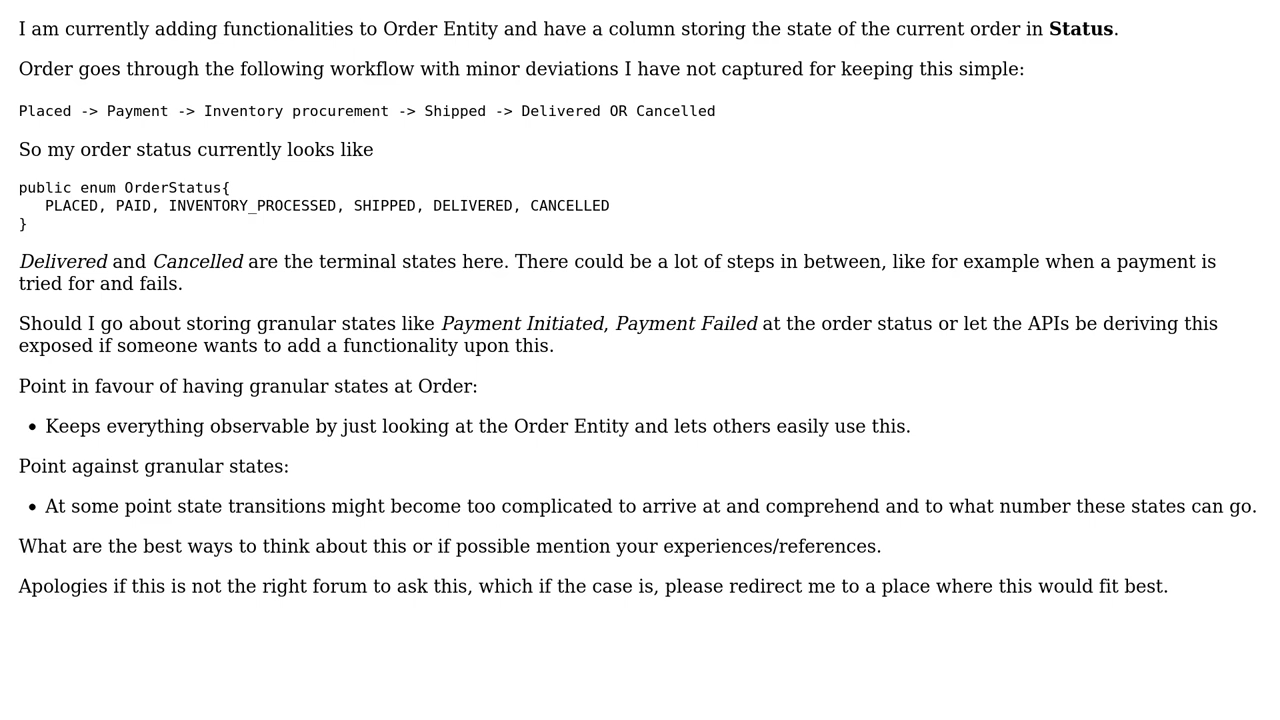 I am currently adding functionalities to Order Entity and have a column storing the state of the current order in Status.
Order goes through the following workflow with minor deviations I have not captured for keeping this simple:
Placed -> Payment -> Inventory procurement -> Shipped -> Delivered OR Cancelled
So my order status currently looks like
public enum OrderStatus{
   PLACED, PAID, INVENTORY_PROCESSED, SHIPPED, DELIVERED, CANCELLED
}
Delivered and Cancelled are the terminal states here. There could be a lot of steps in between, like for example when a payment is
tried for and fails.
Should I go about storing granular states like Payment Initiated, Payment Failed at the order status or let the APIs be deriving this
exposed if someone wants to add a functionality upon this.
Point in favour of having granular states at Order:
• Keeps everything observable by just looking at the Order Entity and lets others easily use this.
Point against granular states:
• At some point state transitions might become too complicated to arrive at and comprehend and to what number these states can go.
What are the best ways to think about this or if possible mention your experiences/references.
Apologies if this is not the right forum to ask this, which if the case is, please redirect me to a place where this would fit best.